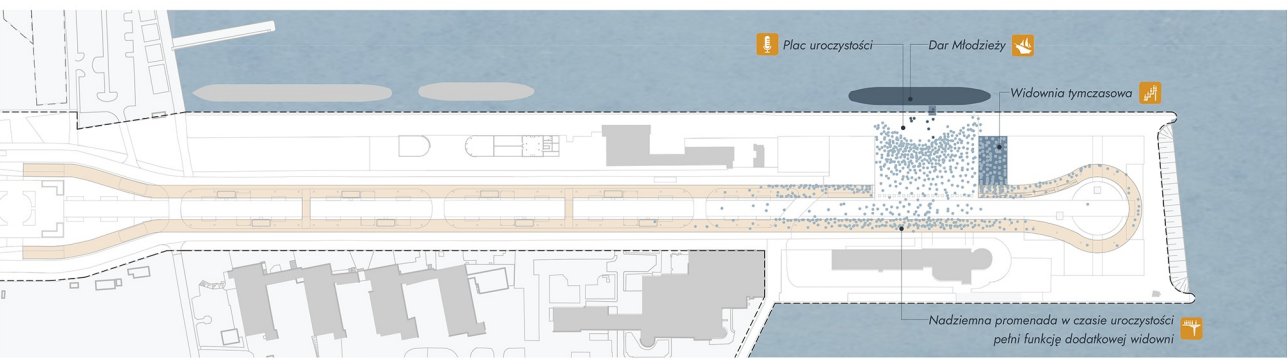 Plac uroczystości
Dar Młodzieży
Widownia tymczasowa
Nadziemna promenada w czasie uroczystości
pełni funkcję dodatkowej widowni